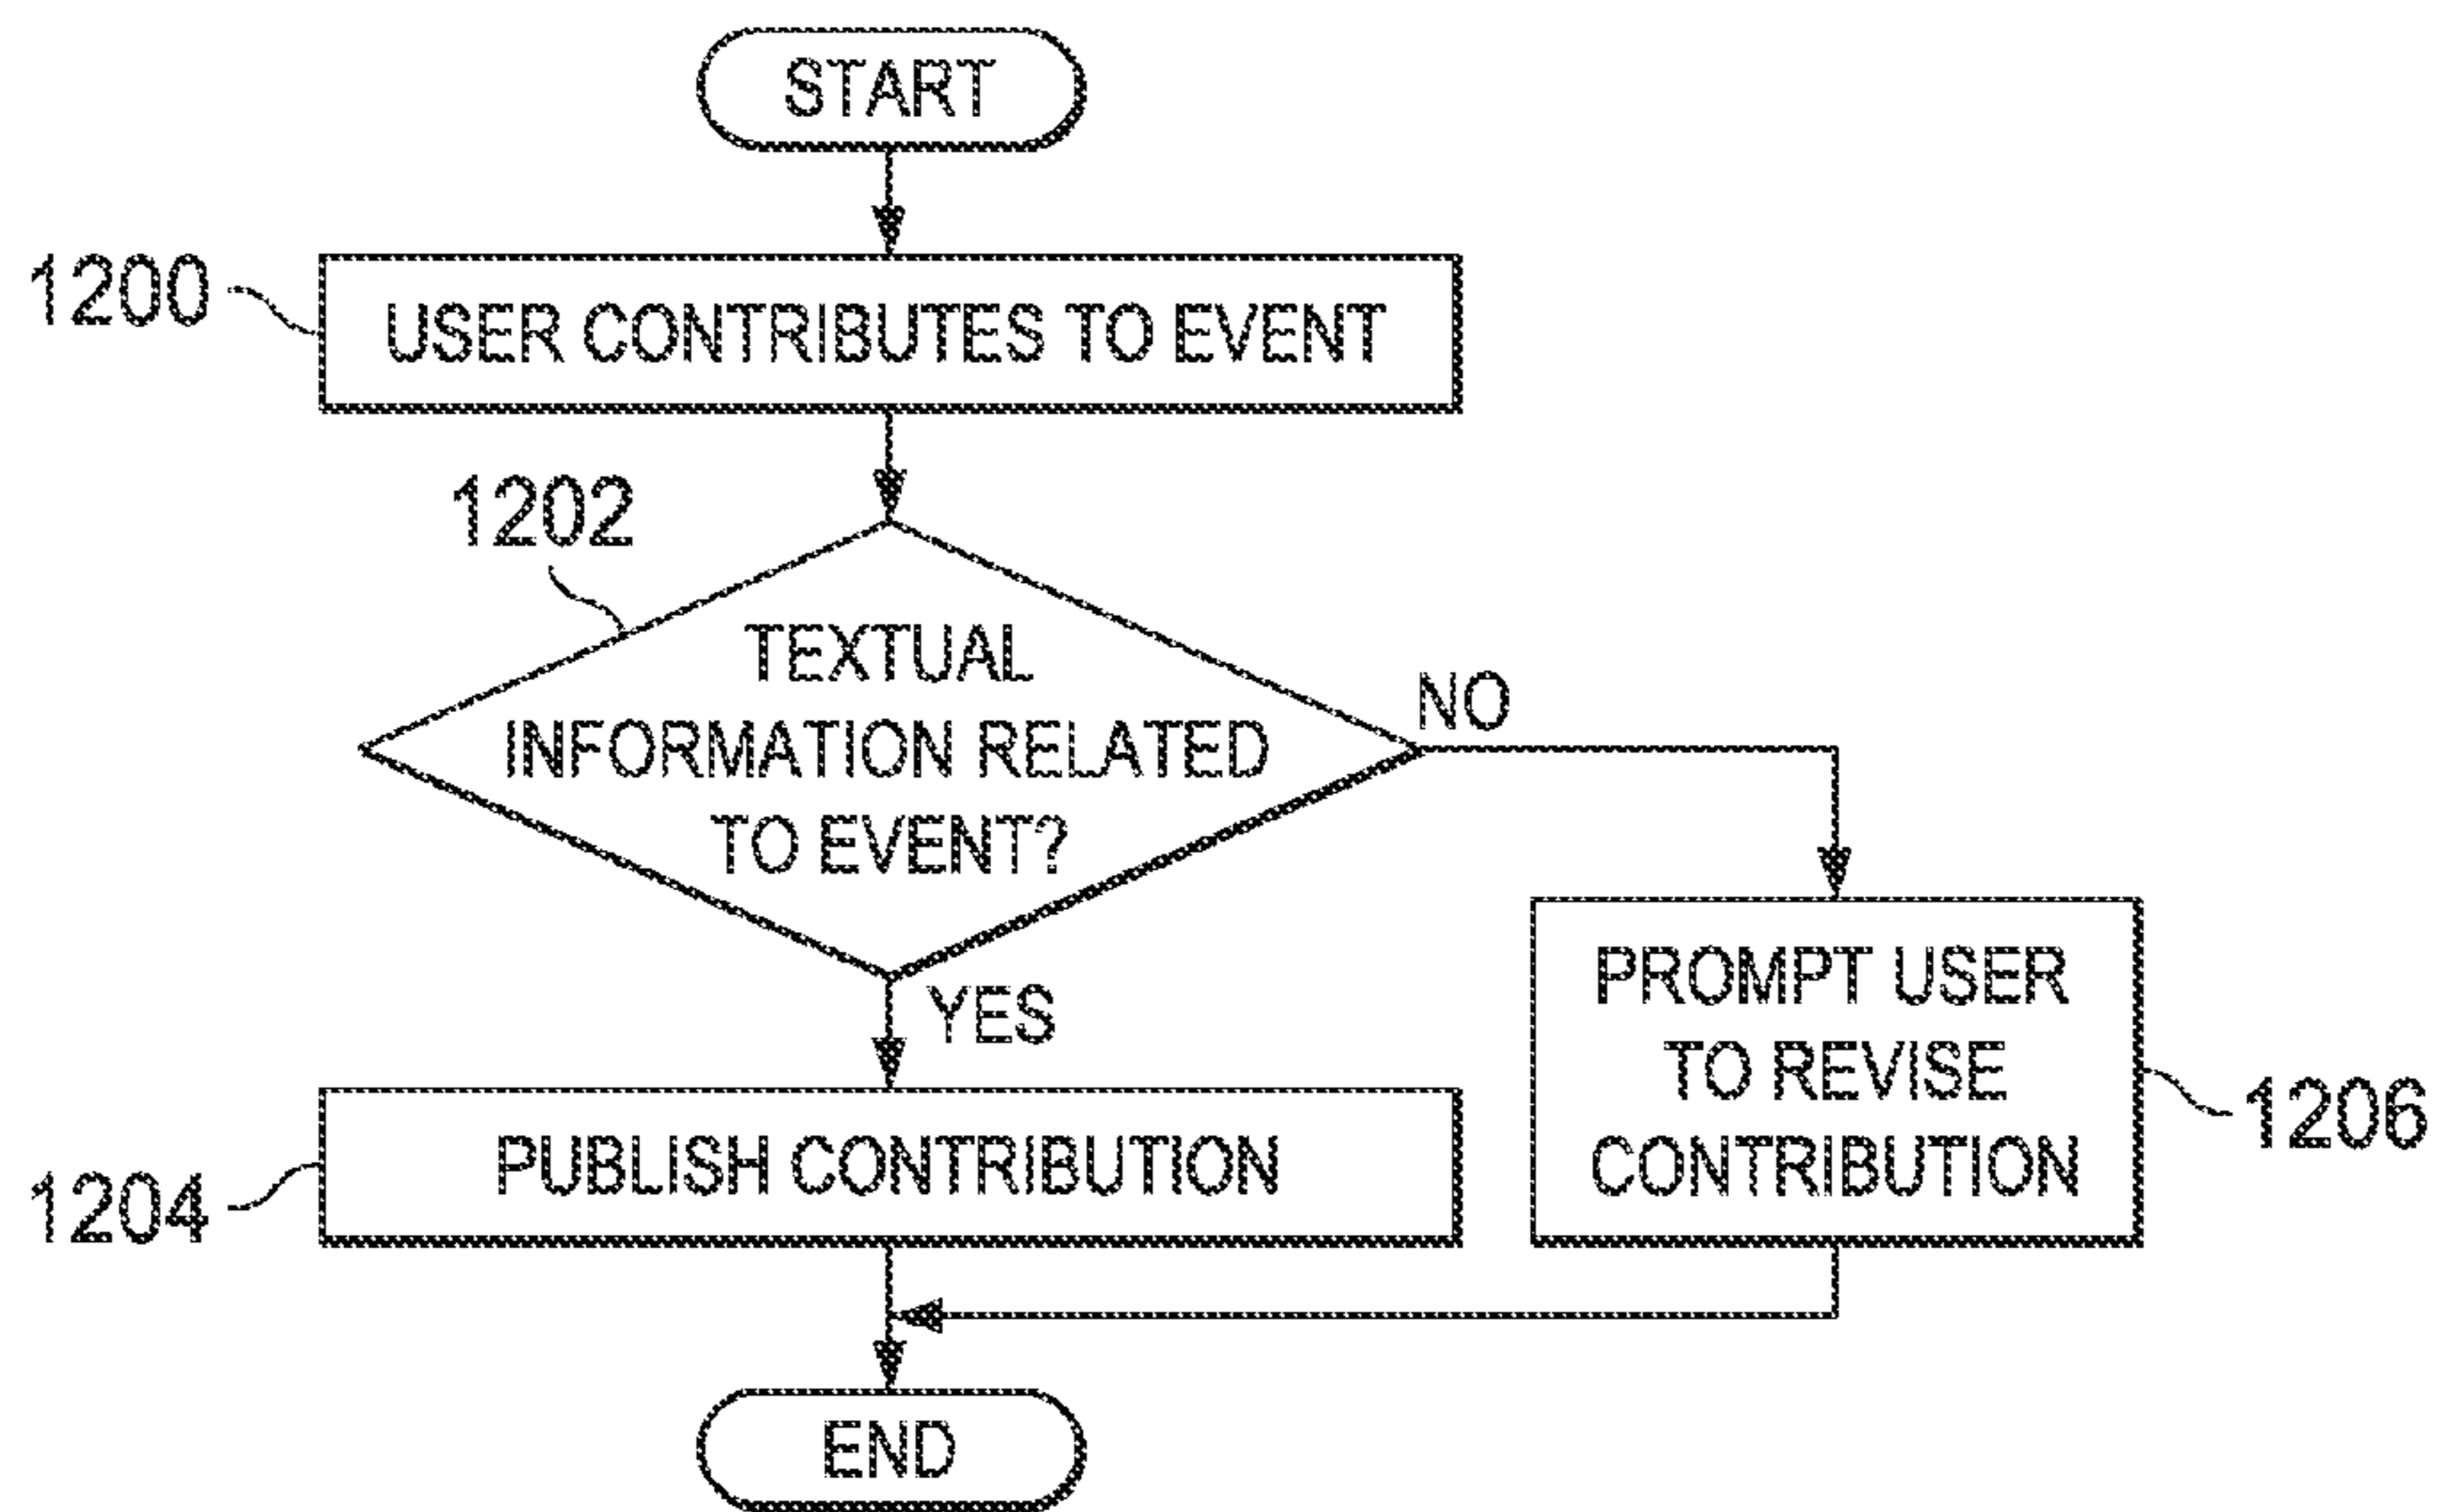 START
1200
USER CONTRIBUTES TO EVENT
1202
TEXTUAL
INFORMATION RELATED
TO EVENT?
NO
YES
PROMPT USER
TO REVISE
CONTRIBUTION
1206
PUBLISH CONTRIBUTION
1204
END